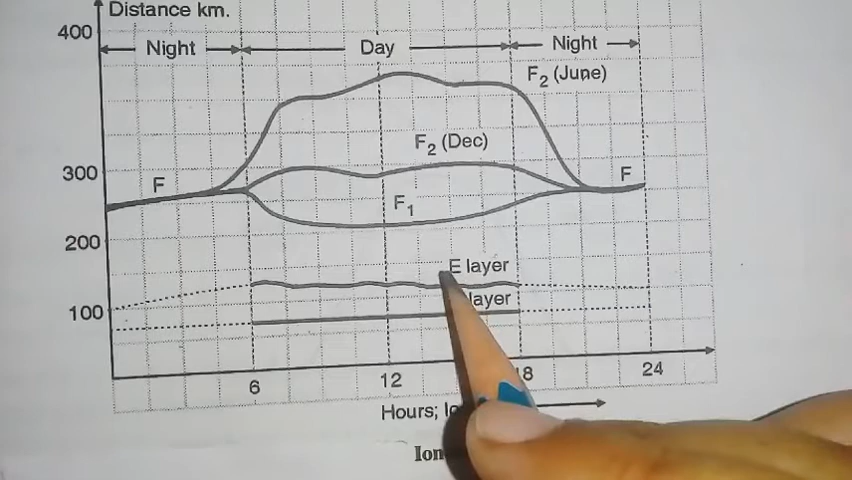 Distance km.
400
Night
Day
Night
F2 (June)
F2 (Dec)
300
F
F
F1
200
E layer
layer
100
6
12
18
24
Hours;
Ion